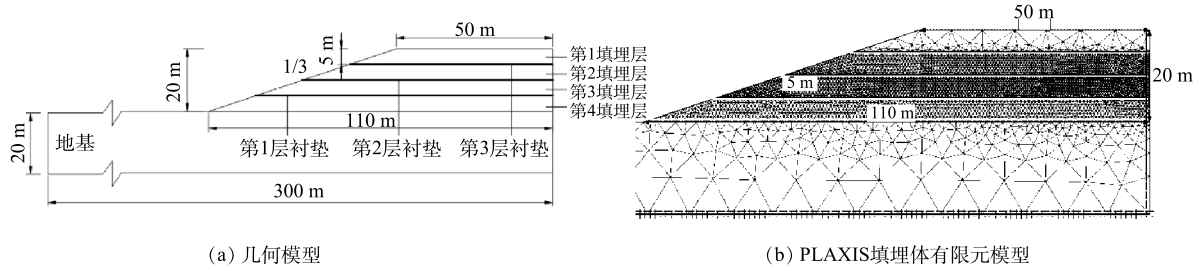 50 m
5 m
第1填埋层
1/3
第2填埋层
20 m
第3填埋层
第4填埋层
110 m
20 m
地基
第1层衬垫
第2层衬垫
第3层衬垫
300 m
(a) 几何模型
50 m
20 m
5 m
110 m
(b) PLAXIS填埋体有限元模型